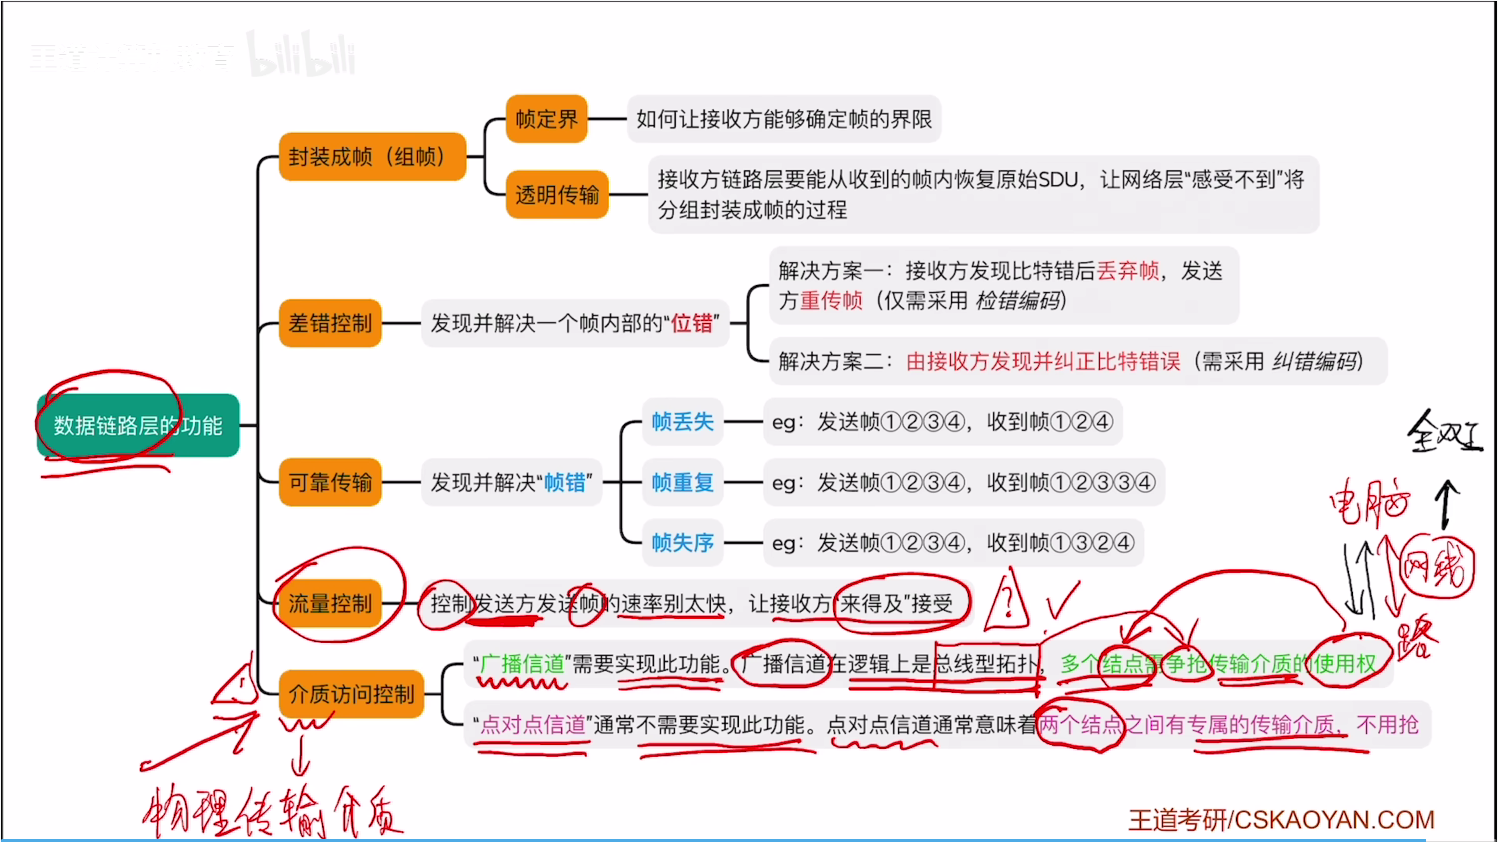 bilibili
帧定界
如何让接收方能够确定帧的界限
封装成帧（组帧）
透明传输
接收方链路层要能从收到的帧内恢复原始SDU，让网络层“感受不到”将
分组封装成帧的过程
差错控制
发现并解决一个帧内部的“位错”
解决方案一：接收方发现比特错后丢弃帧，发送
方重传帧（仅需采用 检错编码）
解决方案二：由接收方发现并纠正比特错误（需采用 纠错编码）
数据链路层的功能
可靠传输
发现并解决“帧错”
帧丢失
eg：发送帧①②③④，收到帧①②④
帧重复
eg：发送帧①②③④，收到帧①②③③④
帧失序
eg：发送帧①②③④，收到帧①③②④
全双工
电脑
网线
路
流量控制
控制发送方发送帧的速率别太快，让接收方“来得及”接受
?
介质访问控制
“广播信道”需要实现此功能。广播信道在逻辑上是总线型拓扑，多个结点需争抢传输介质的使用权
“点对点信道”通常不需要实现此功能。点对点信道通常意味着两个结点之间有专属的传输介质，不用抢
物理传输介质
王道考研/CSKAOYAN.COM